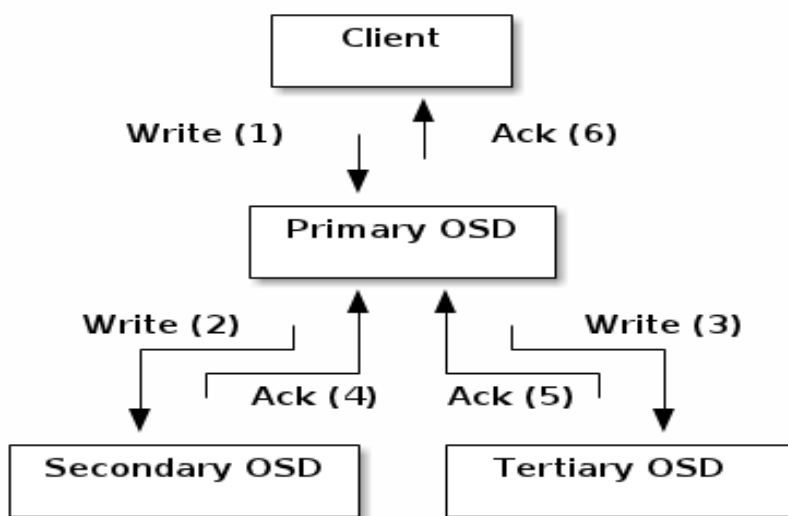 Client
Write (1)
Ack (6)
Primary OSD
Write (2)
Write (3)
Ack (4)
Ack (5)
Secondary OSD
Tertiary OSD